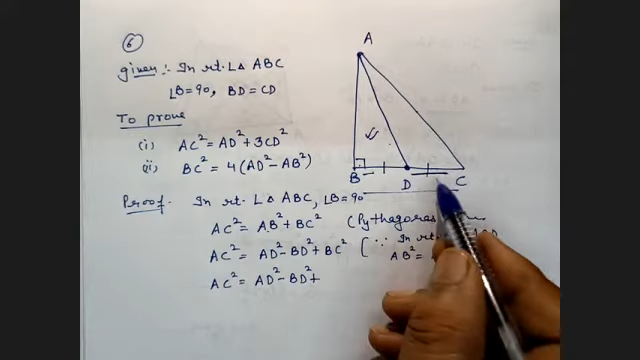 6
given:- In rt. L∆ ABC
LB=90, BD=CD
To prove
(i) AC² = AD² + 3CD²
(ii) BC² = 4(AD² - AB²)
A
B D C
Proof. In rt. L∆ ABC, LB=90
AC² = AB² + BC² (Pythagoras
AC² = AD² - BD² + BC² (∵ In rt.
AB² =
AC² = AD² - BD² +